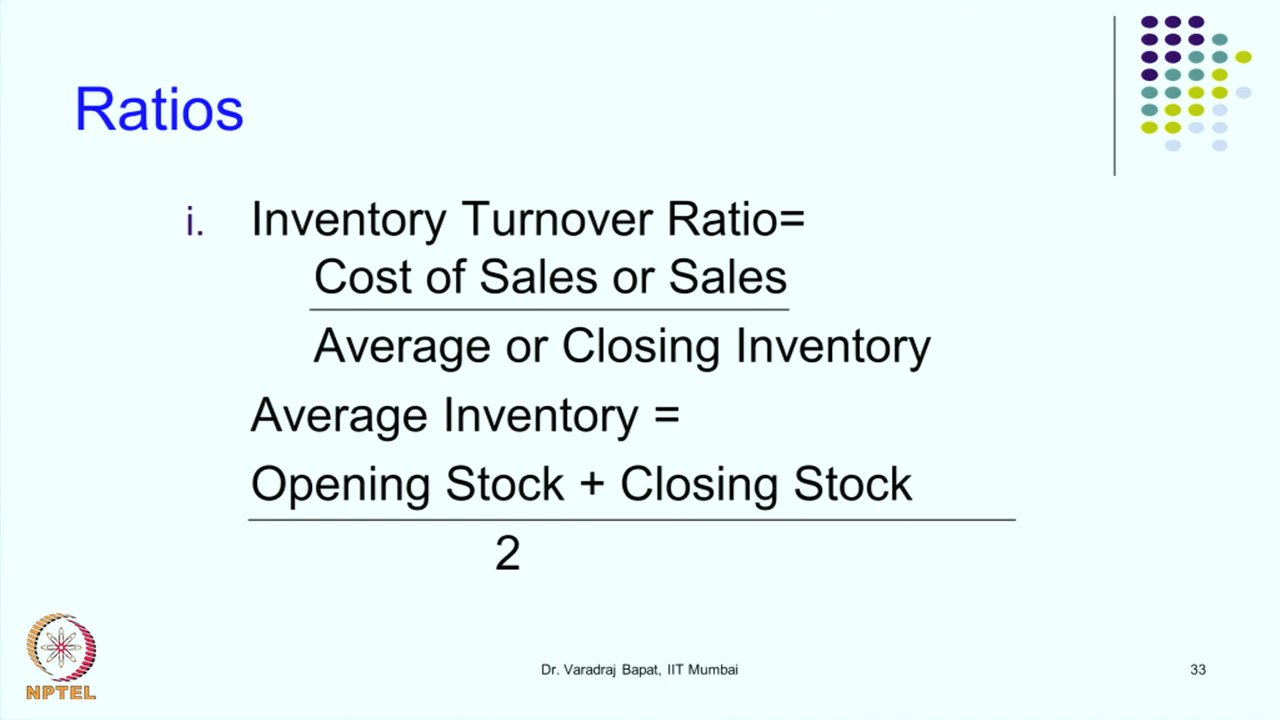 Ratios
i. Inventory Turnover Ratio=
Cost of Sales or Sales
Average or Closing Inventory
Average Inventory =
Opening Stock + Closing Stock
2
NPTEL
Dr. Varadraj Bapat, IIT Mumbai
33